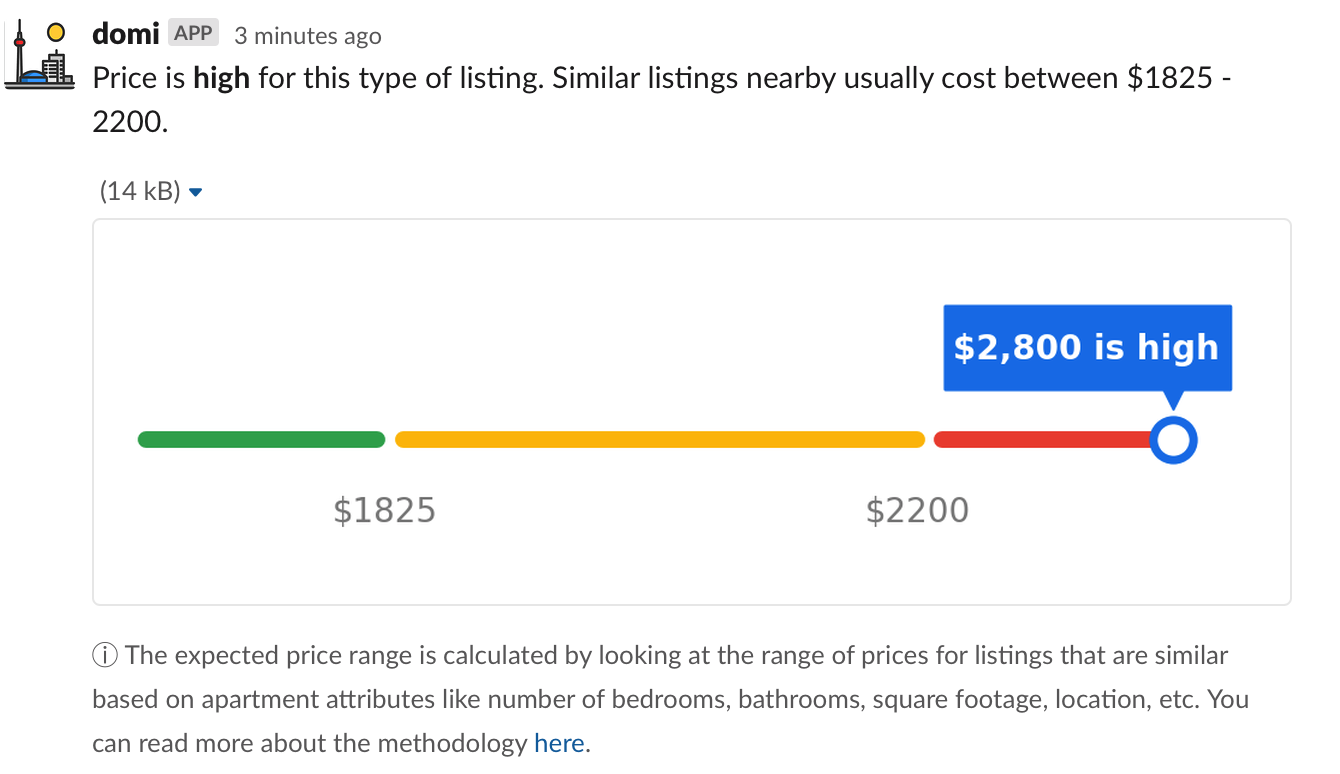 domi APP 3 minutes ago
Price is high for this type of listing. Similar listings nearby usually cost between $1825 -
2200.
(14 kB)
$2,800 is high
$1825 $2200
ⓘ The expected price range is calculated by looking at the range of prices for listings that are similar
based on apartment attributes like number of bedrooms, bathrooms, square footage, location, etc. You
can read more about the methodology here.